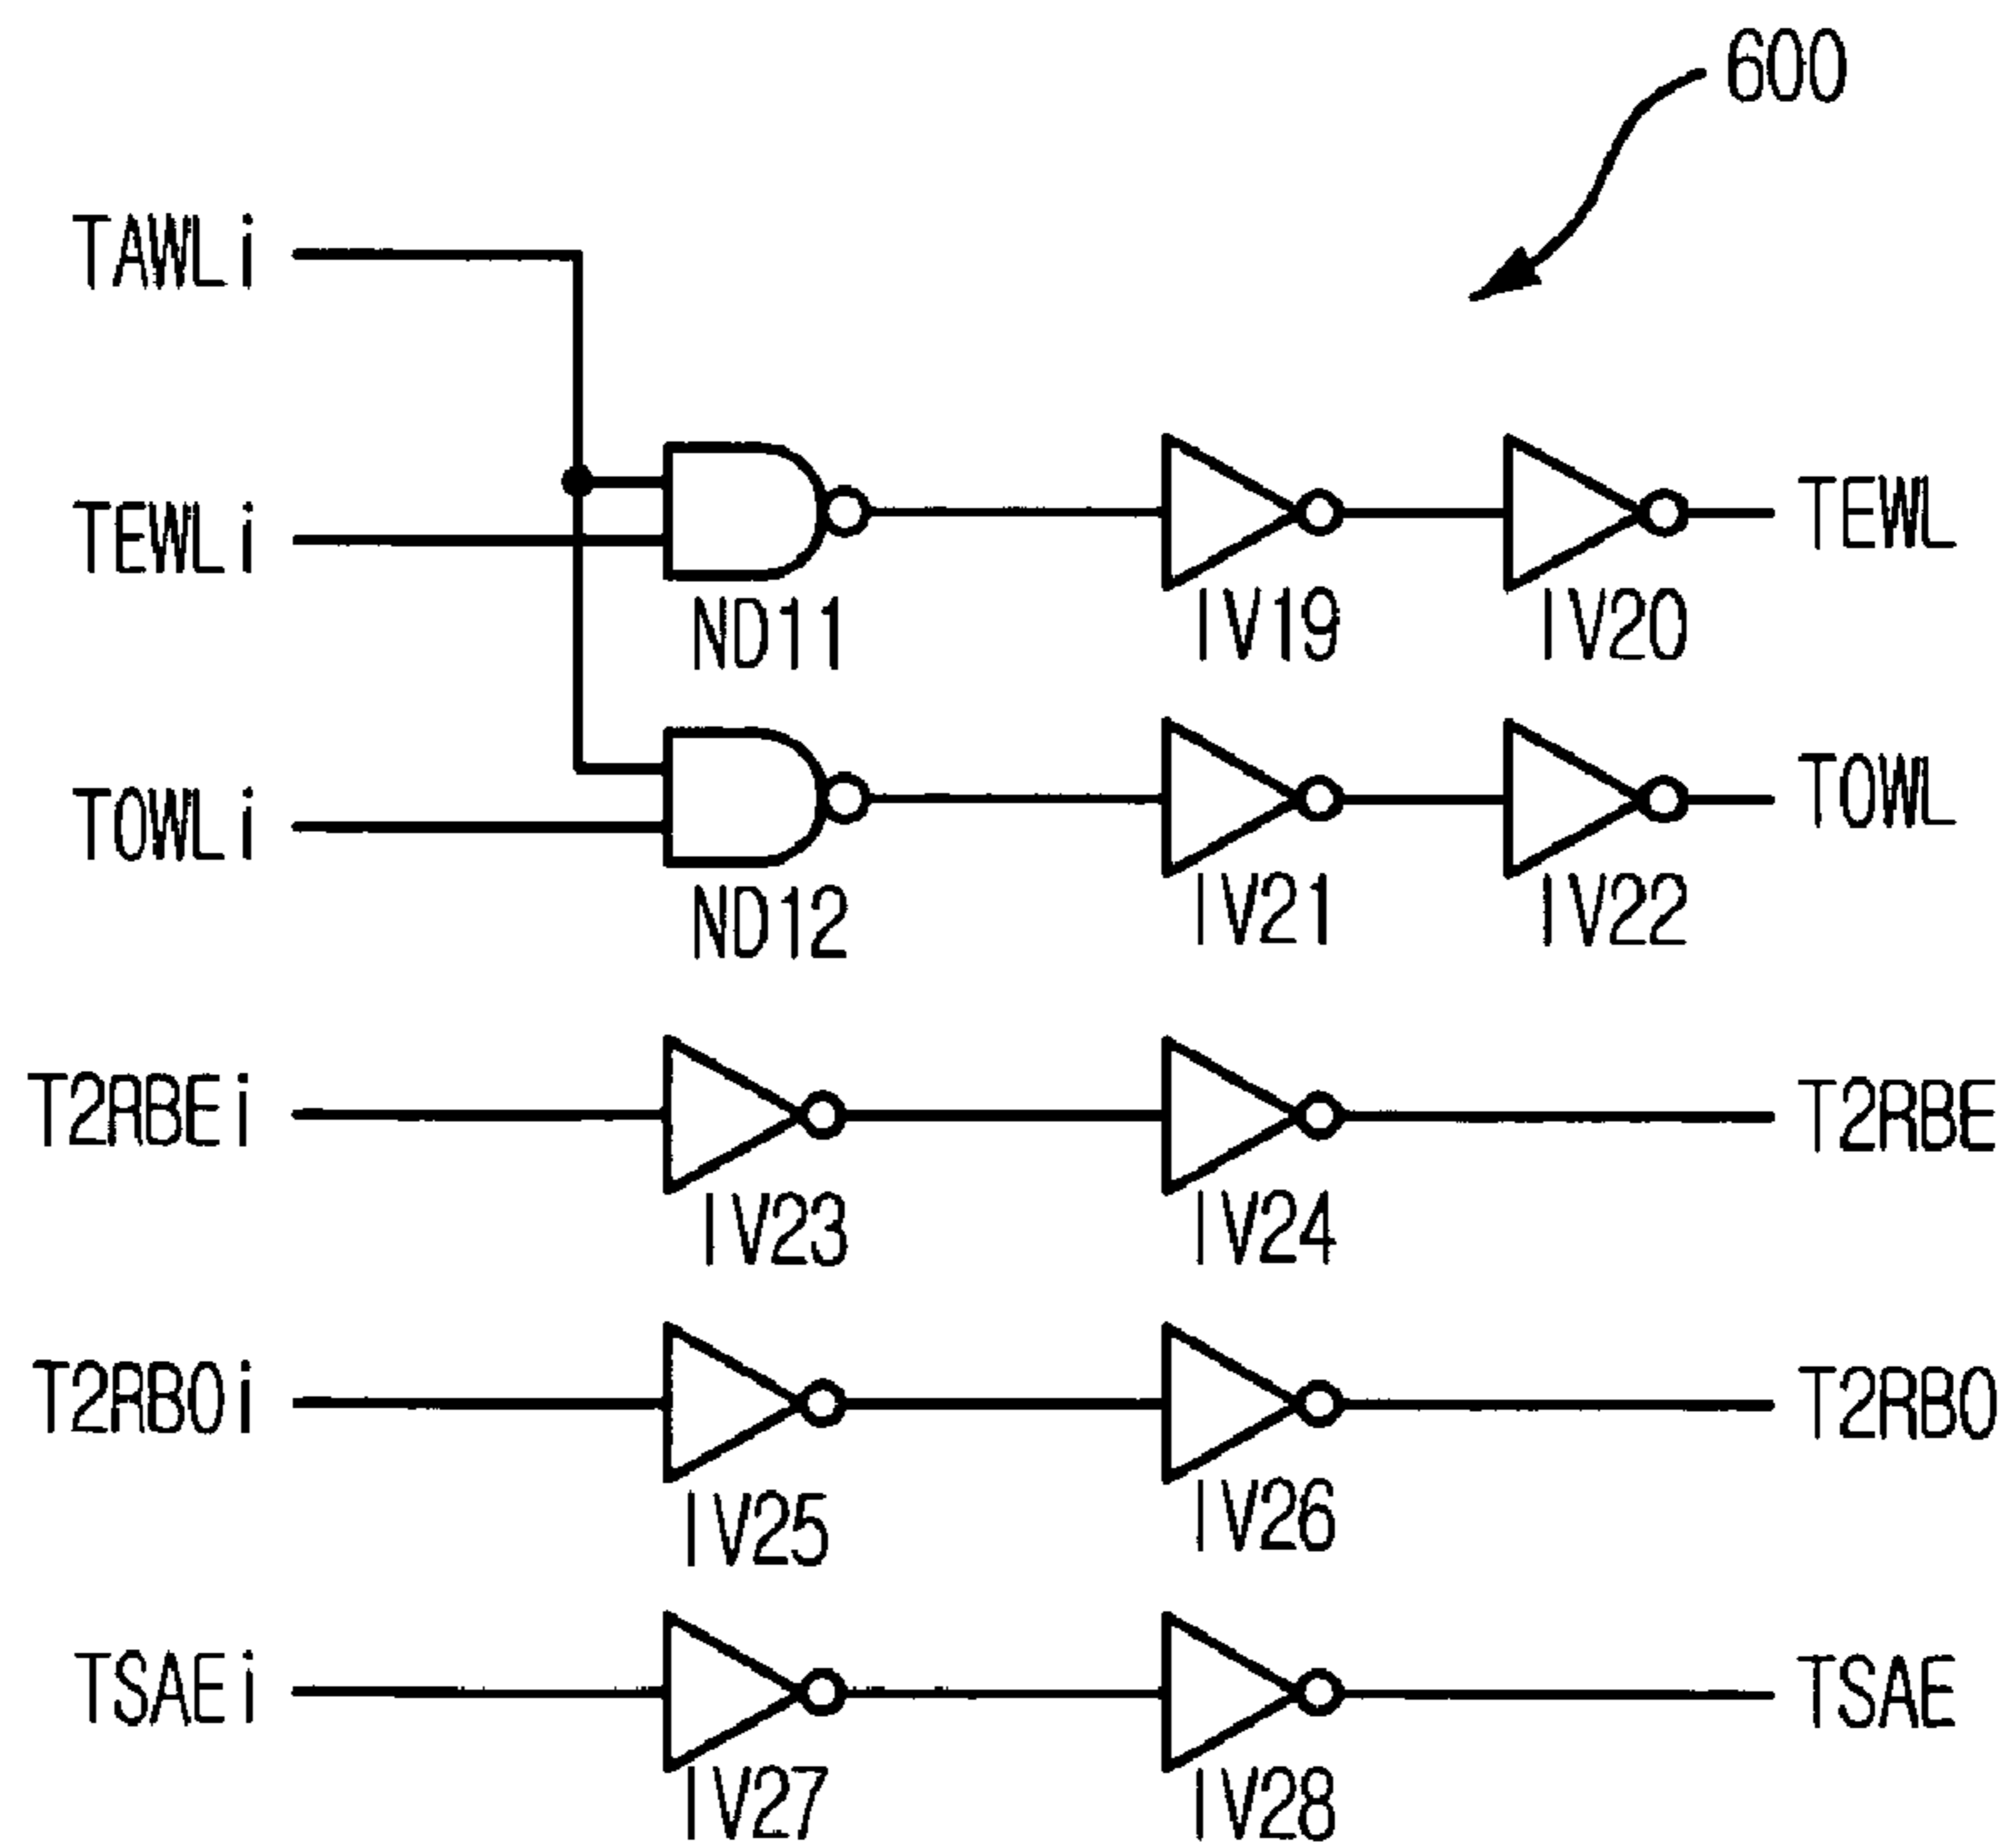 600
TAWLi
TEWLi
TEWL
ND11
IV19
IV20
TOWLi
TOWL
ND12
IV21
IV22
T2RBEi
T2RBE
IV23
IV24
T2RBOi
T2RBO
IV25
IV26
TSAEi
TSAE
IV27
IV28